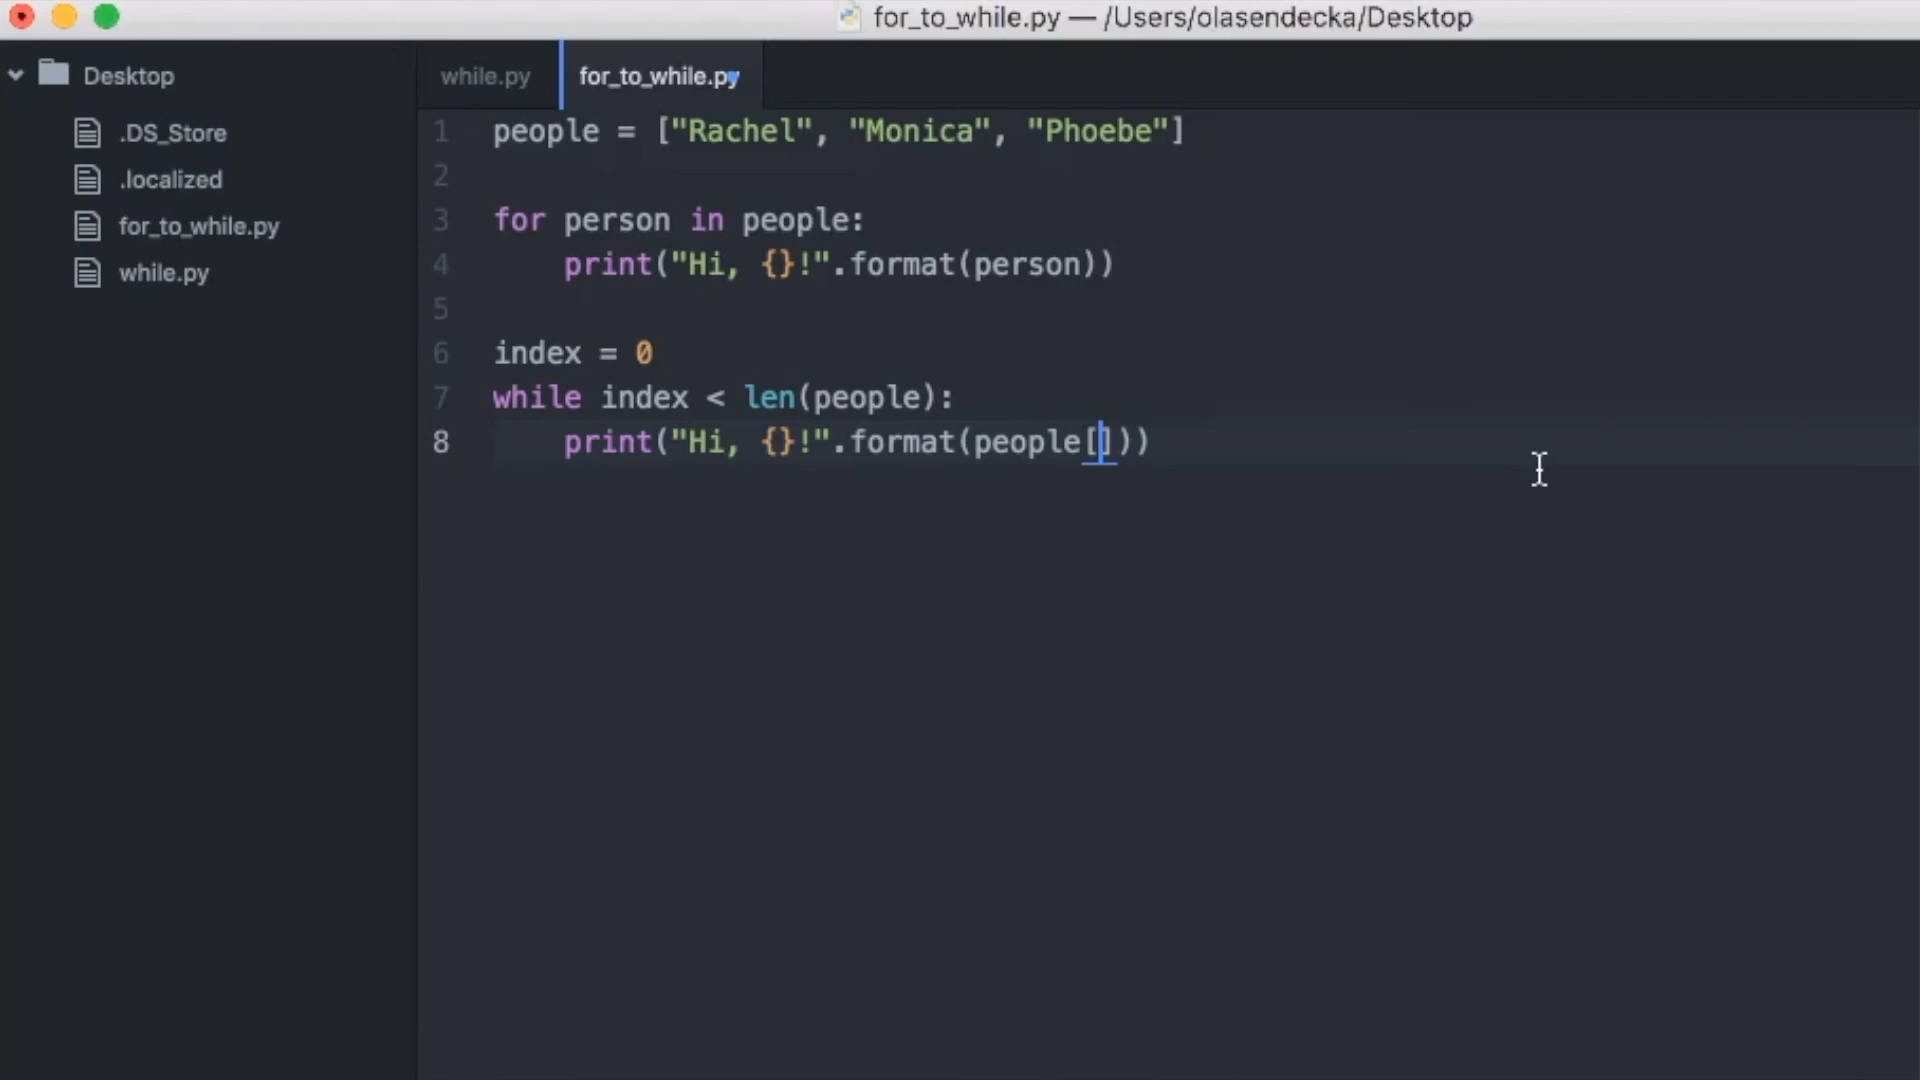 for_to_while.py — /Users/olasendecka/Desktop
Desktop
.DS_Store
.localized
for_to_while.py
while.py
while.py
for_to_while.py
1 people = ["Rachel", "Monica", "Phoebe"]
2
3 for person in people:
4     print("Hi, {}!".format(person))
5
6 index = 0
7 while index < len(people):
8     print("Hi, {}!".format(people[]))